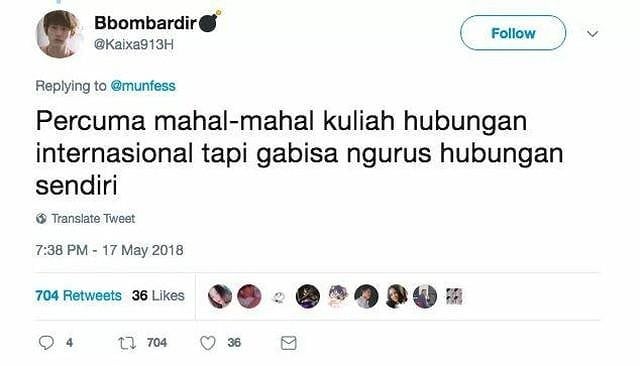 Bbombardir💣
@Kaixa913H
Follow
Replying to @munfess
Percuma mahal-mahal kuliah hubungan
internasional tapi gabisa ngurus hubungan
sendiri
Translate Tweet
7:38 PM - 17 May 2018
704 Retweets 36 Likes
4 704 36